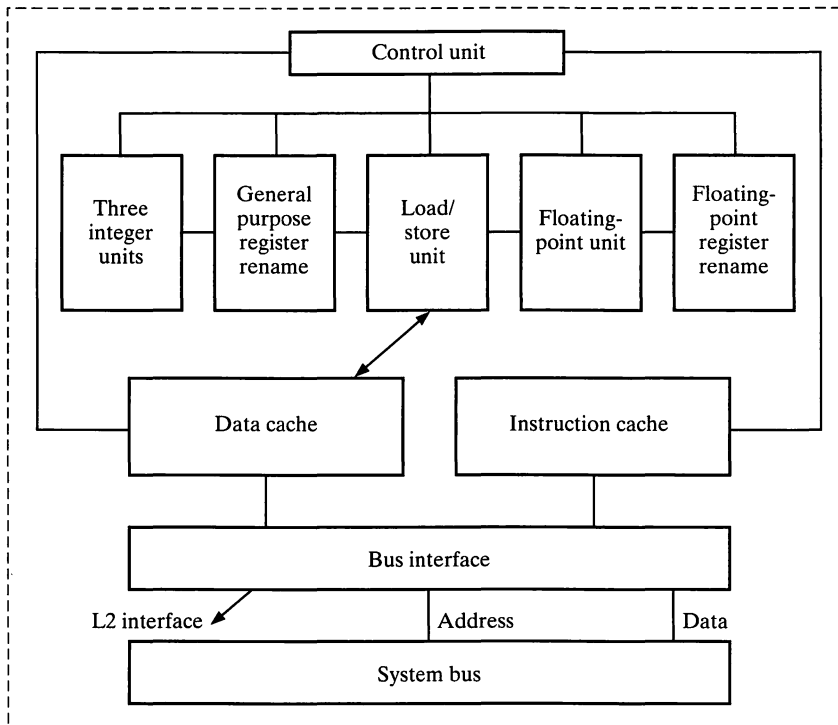 Control unit
Three
integer
units
General
purpose
register
rename
Load/
store
unit
Floating-
point unit
Floating-
point
register
rename
Data cache
Instruction cache
Bus interface
L2 interface
Address
Data
System bus